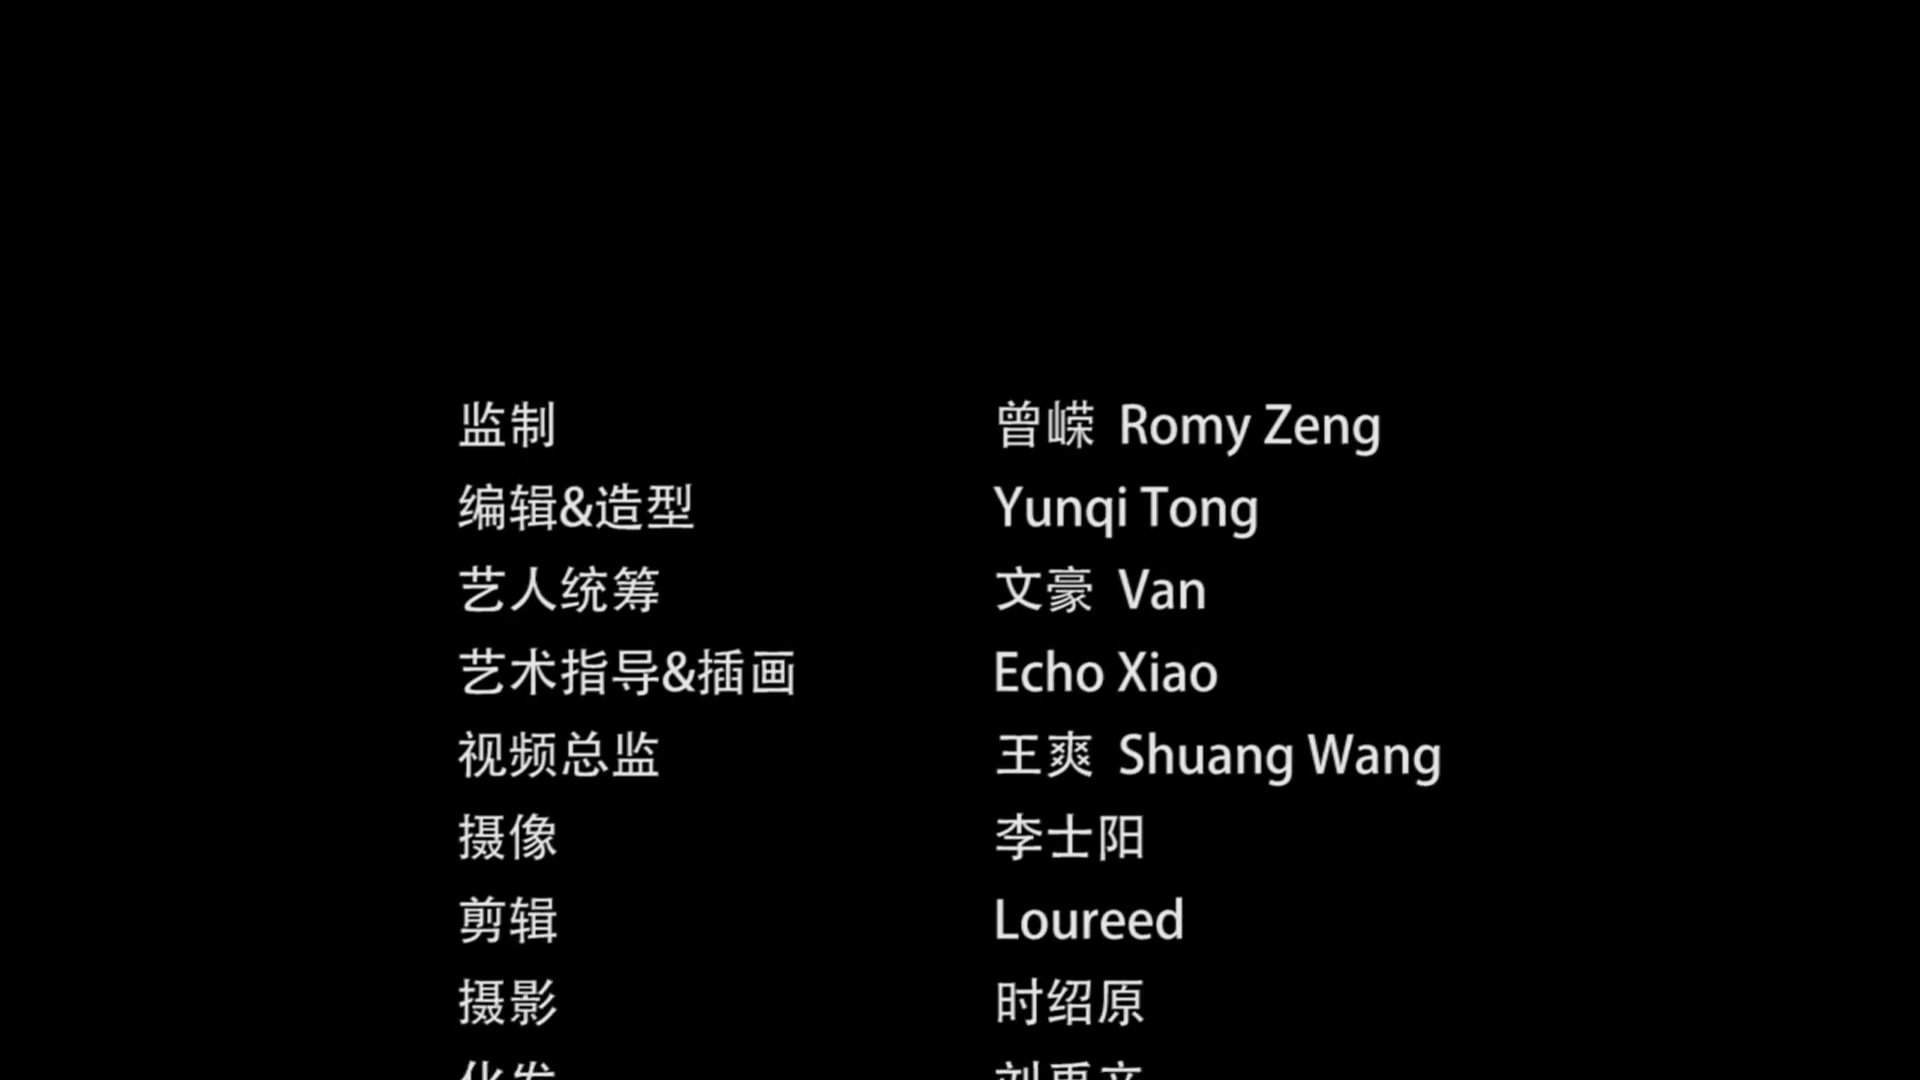 监制 曾嵘 Romy Zeng
编辑&造型 Yunqi Tong
艺人统筹 文豪 Van
艺术指导&插画 Echo Xiao
视频总监 王爽 Shuang Wang
摄像 李士阳
剪辑 Loureed
摄影 时绍原
化发